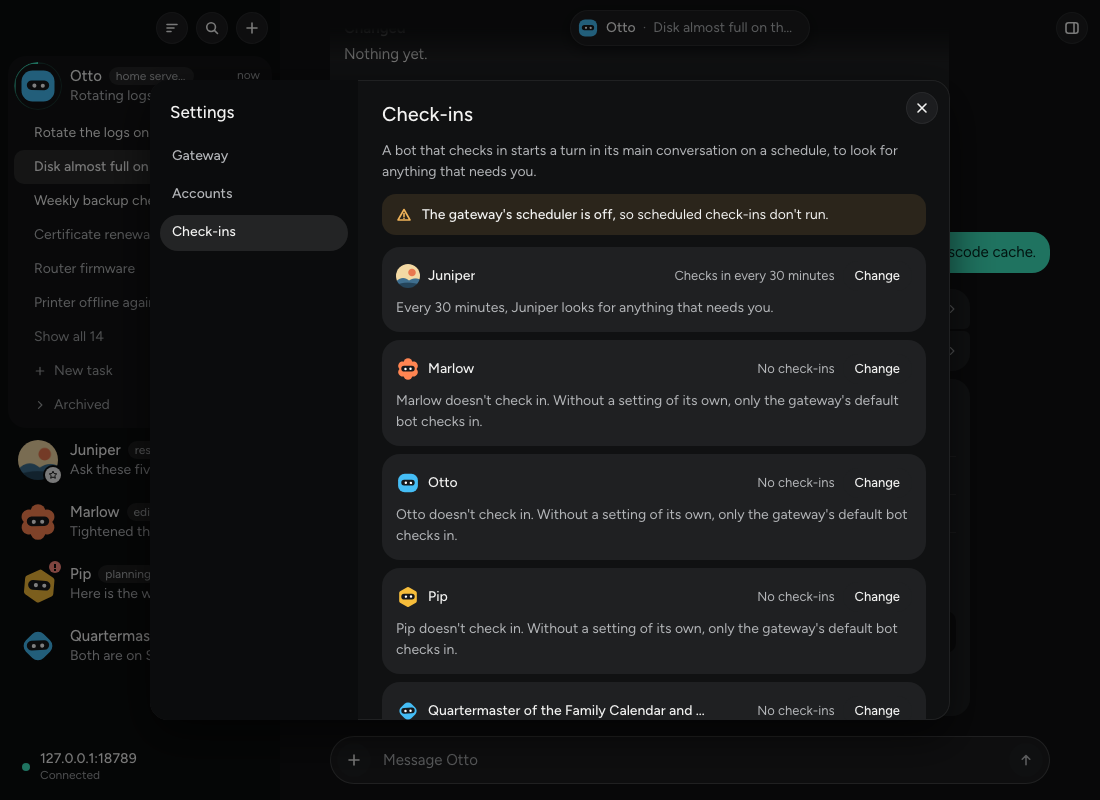 Otto · Disk almost full on th...
Nothing yet.
Otto home serve... now
Rotating logs
Rotate the logs on
Disk almost full on
Weekly backup che
Certificate renewa
Router firmware
Printer offline again
Show all 14
New task
Archived
Juniper res
Ask these five
Marlow edi
Tightened th
Pip planning
Here is the w
Quartermas
Both are on S
127.0.0.1:18789
Connected
Settings
Gateway
Accounts
Check-ins
Check-ins
A bot that checks in starts a turn in its main conversation on a schedule, to look for
anything that needs you.
The gateway's scheduler is off, so scheduled check-ins don't run.
Juniper Checks in every 30 minutes Change
Every 30 minutes, Juniper looks for anything that needs you.
Marlow No check-ins Change
Marlow doesn't check in. Without a setting of its own, only the gateway's default
bot checks in.
Otto No check-ins Change
Otto doesn't check in. Without a setting of its own, only the gateway's default bot
checks in.
Pip No check-ins Change
Pip doesn't check in. Without a setting of its own, only the gateway's default bot
checks in.
Quartermaster of the Family Calendar and ... No check-ins Change
scode cache.
Message Otto